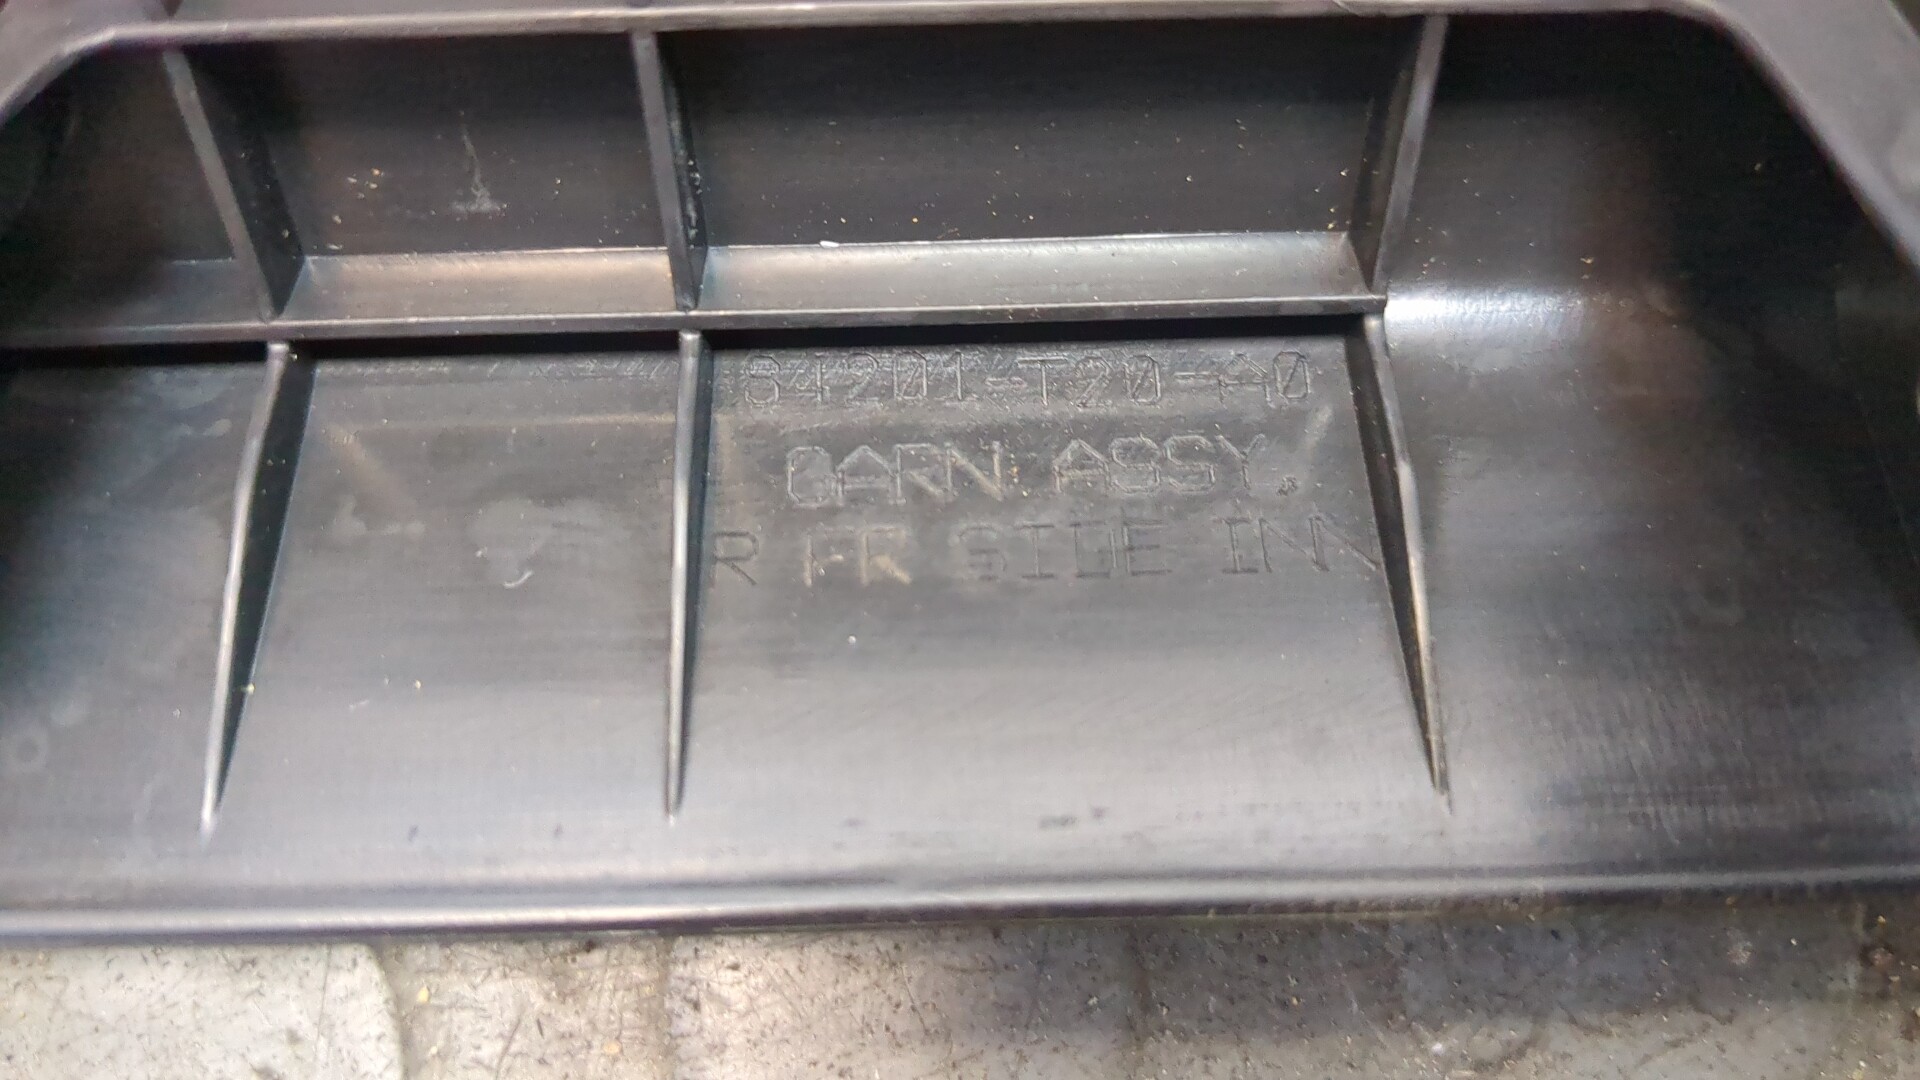 84201-T20-A0
GARN ASSY,
R FR SIDE INN